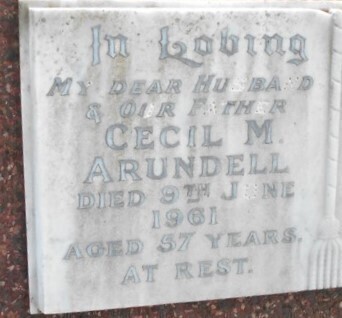 In Loving
MY DEAR HUSBAND
& OUR FATHER
CECIL M.
ARUNDELL
DIED 9TH JUNE
1961
AGED 57 YEARS.
AT REST.